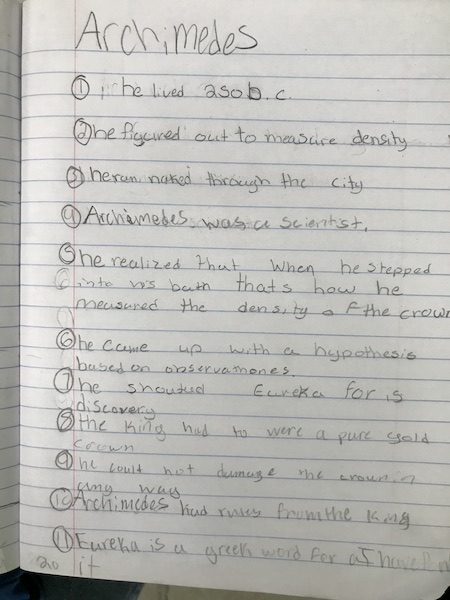 Archimedes
① he lived 250 b.c.
② he figured out to measure density
③ he ran naked through the city
④ Archimedes was a scientist.
⑤ he realized that when he stepped
into his bath thats how he
measured the density of the crown
⑥ he came up with a hypothesis
based on observations.
⑦ he shouted Eureka for is
discovery
⑧ the King had to were a pure gold
crown
⑨ he could not damage the crown in
any way
⑩ Archimedes had rules from the King
⑪ Eureka is a greek word for I have
it
20